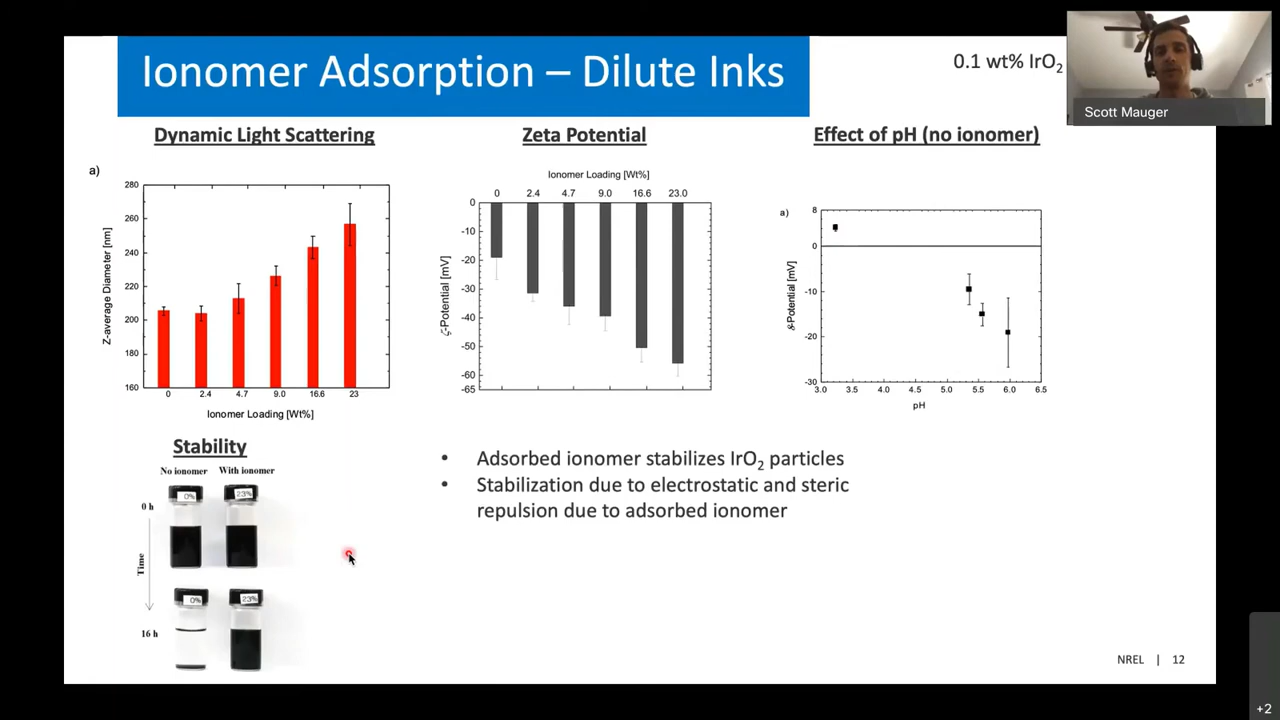 Ionomer Adsorption – Dilute Inks
0.1 wt% IrO2
Scott Mauger
Dynamic Light Scattering
a)
Z-average Diameter [nm]
280
260
240
220
200
180
160
0 2.4 4.7 9.0 16.6 23
Ionomer Loading [Wt%]
Zeta Potential
Ionomer Loading [Wt%]
0 2.4 4.7 9.0 16.6 23.0
ζ-Potential [mV]
0
-10
-20
-30
-40
-50
-60
-65
Effect of pH (no ionomer)
a)
-Potential [mV]
8
0
-10
-20
-30
3.0 3.5 4.0 4.5 5.0 5.5 6.0 6.5
pH
Stability
No ionomer With ionomer
0 h
0% 23%
Time
16 h
0% 23%
• Adsorbed ionomer stabilizes IrO2 particles
• Stabilization due to electrostatic and steric
repulsion due to adsorbed ionomer
NREL | 12
+2